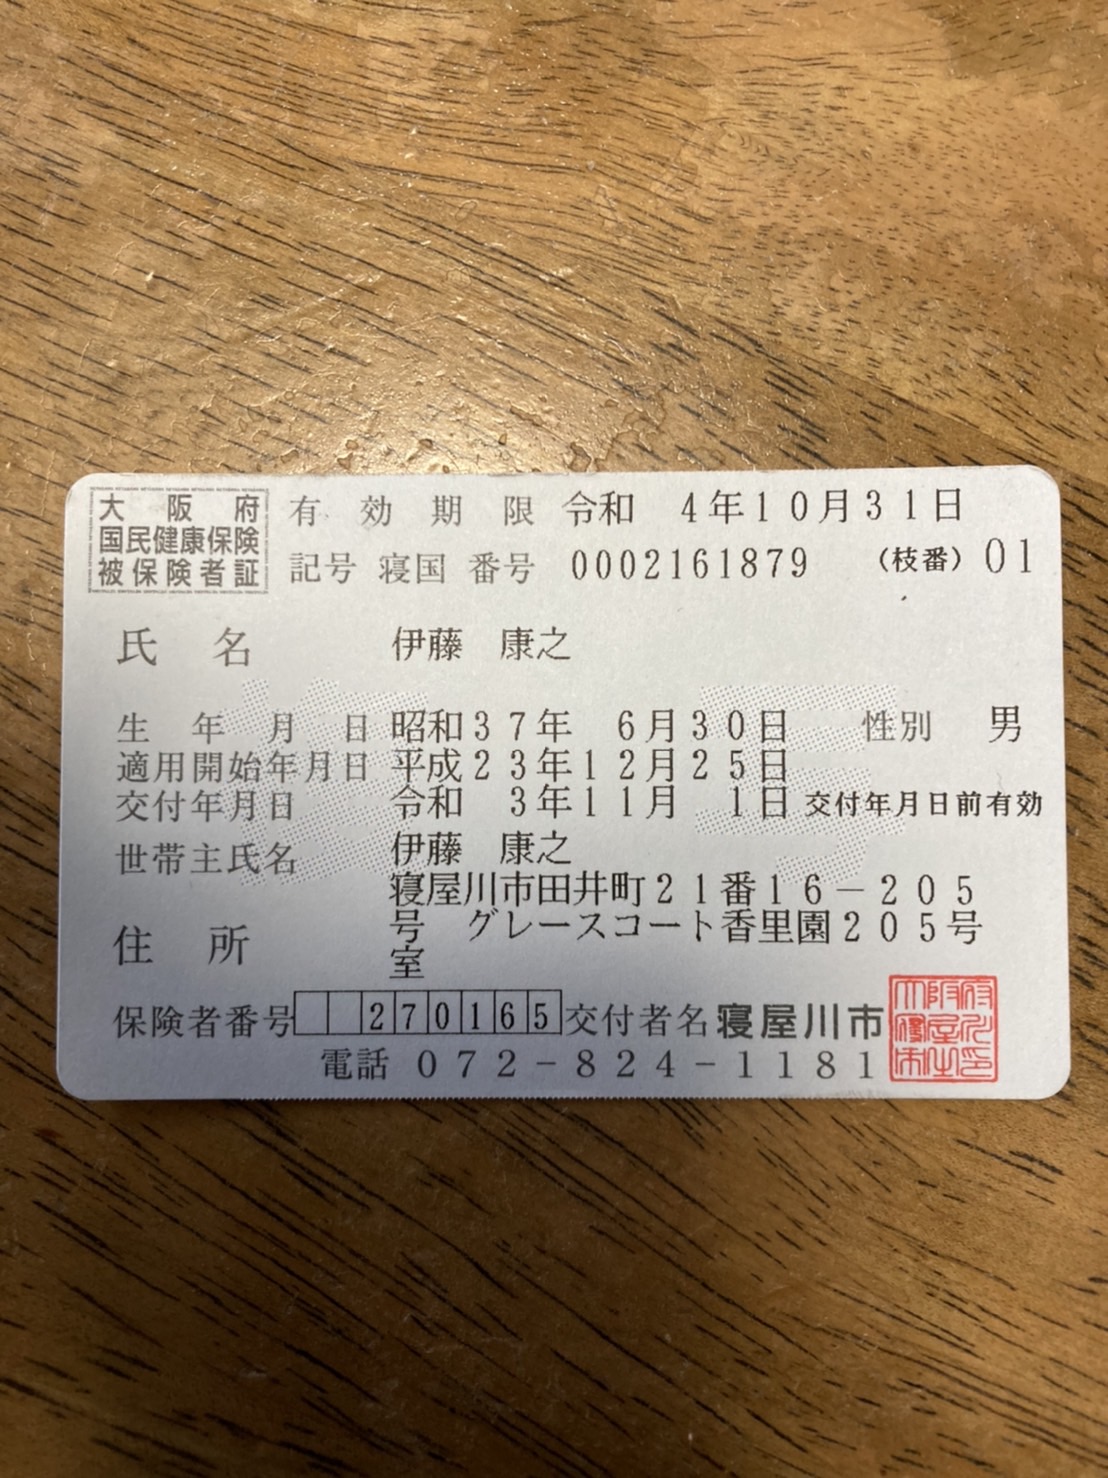 大阪府
国民健康保険
被保険者証
有効期限 令和 4年10月31日
記号 寝国 番号 0002161879 (枝番) 01
氏名 伊藤 康之
生年月日 昭和37年 6月30日 性別 男
適用開始年月日 平成23年12月25日
交付年月日 令和 3年11月 1日 交付年月日前有効
世帯主氏名 伊藤 康之
住所 寝屋川市田井町21番16-205
号 グレースコート香里園205号
室
保険者番号 270165 交付者名 寝屋川市
電話 072-824-1181